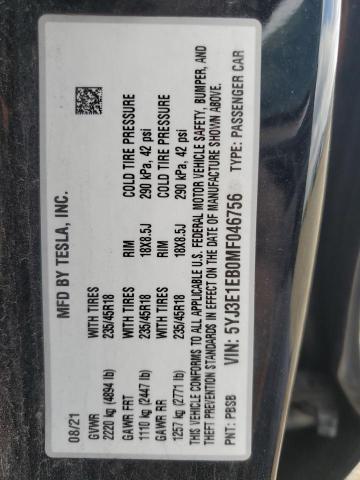 MFD BY TESLA, INC.
08/21
GVWR WITH TIRES RIM COLD TIRE PRESSURE
2220 kg (4894 lb) 235/45R18 18X8.5J 290 kPa, 42 psi
GAWR FRT WITH TIRES RIM COLD TIRE PRESSURE
1110 kg (2447 lb) 235/45R18 18X8.5J 290 kPa, 42 psi
GAWR RR
1257 kg (2771 lb)
THIS VEHICLE CONFORMS TO ALL APPLICABLE U.S. FEDERAL MOTOR VEHICLE SAFETY, BUMPER, AND
THEFT PREVENTION STANDARDS IN EFFECT ON THE DATE OF MANUFACTURE SHOWN ABOVE.
VIN: 5YJ3E1EB0MF046756
PNT: PBSB TYPE: PASSENGER CAR